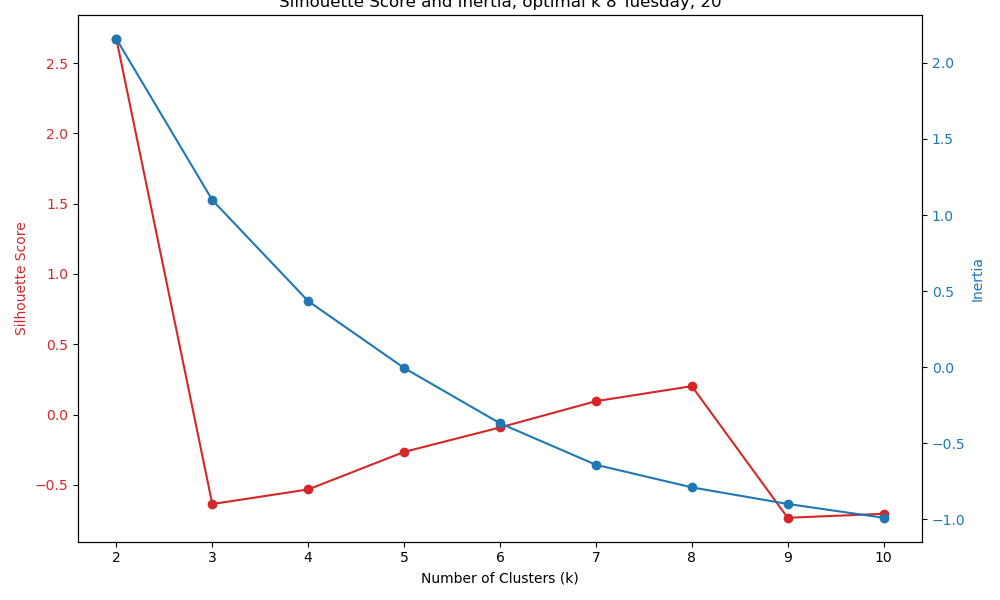 Silhouette Score and Inertia, optimal k 8 Tuesday, 20
2.5
2.0
1.5
1.0
0.5
0.0
−0.5
Silhouette Score
2.0
1.5
1.0
0.5
0.0
−0.5
−1.0
Inertia
2 3 4 5 6 7 8 9 10
Number of Clusters (k)